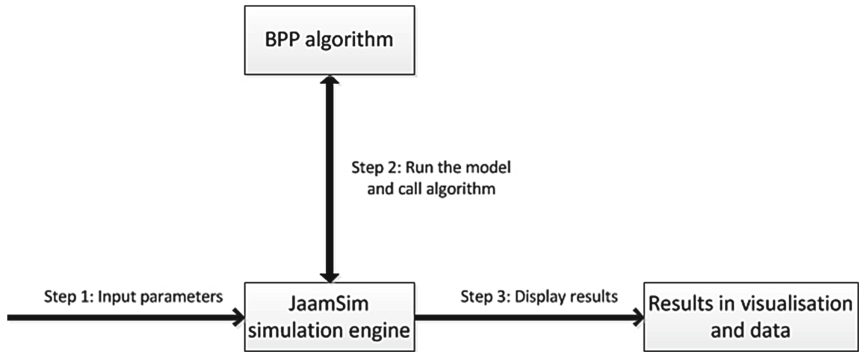 BPP algorithm
Step 2: Run the model
and call algorithm
Step 1: Input parameters
JaamSim
simulation engine
Step 3: Display results
Results in visualisation
and data